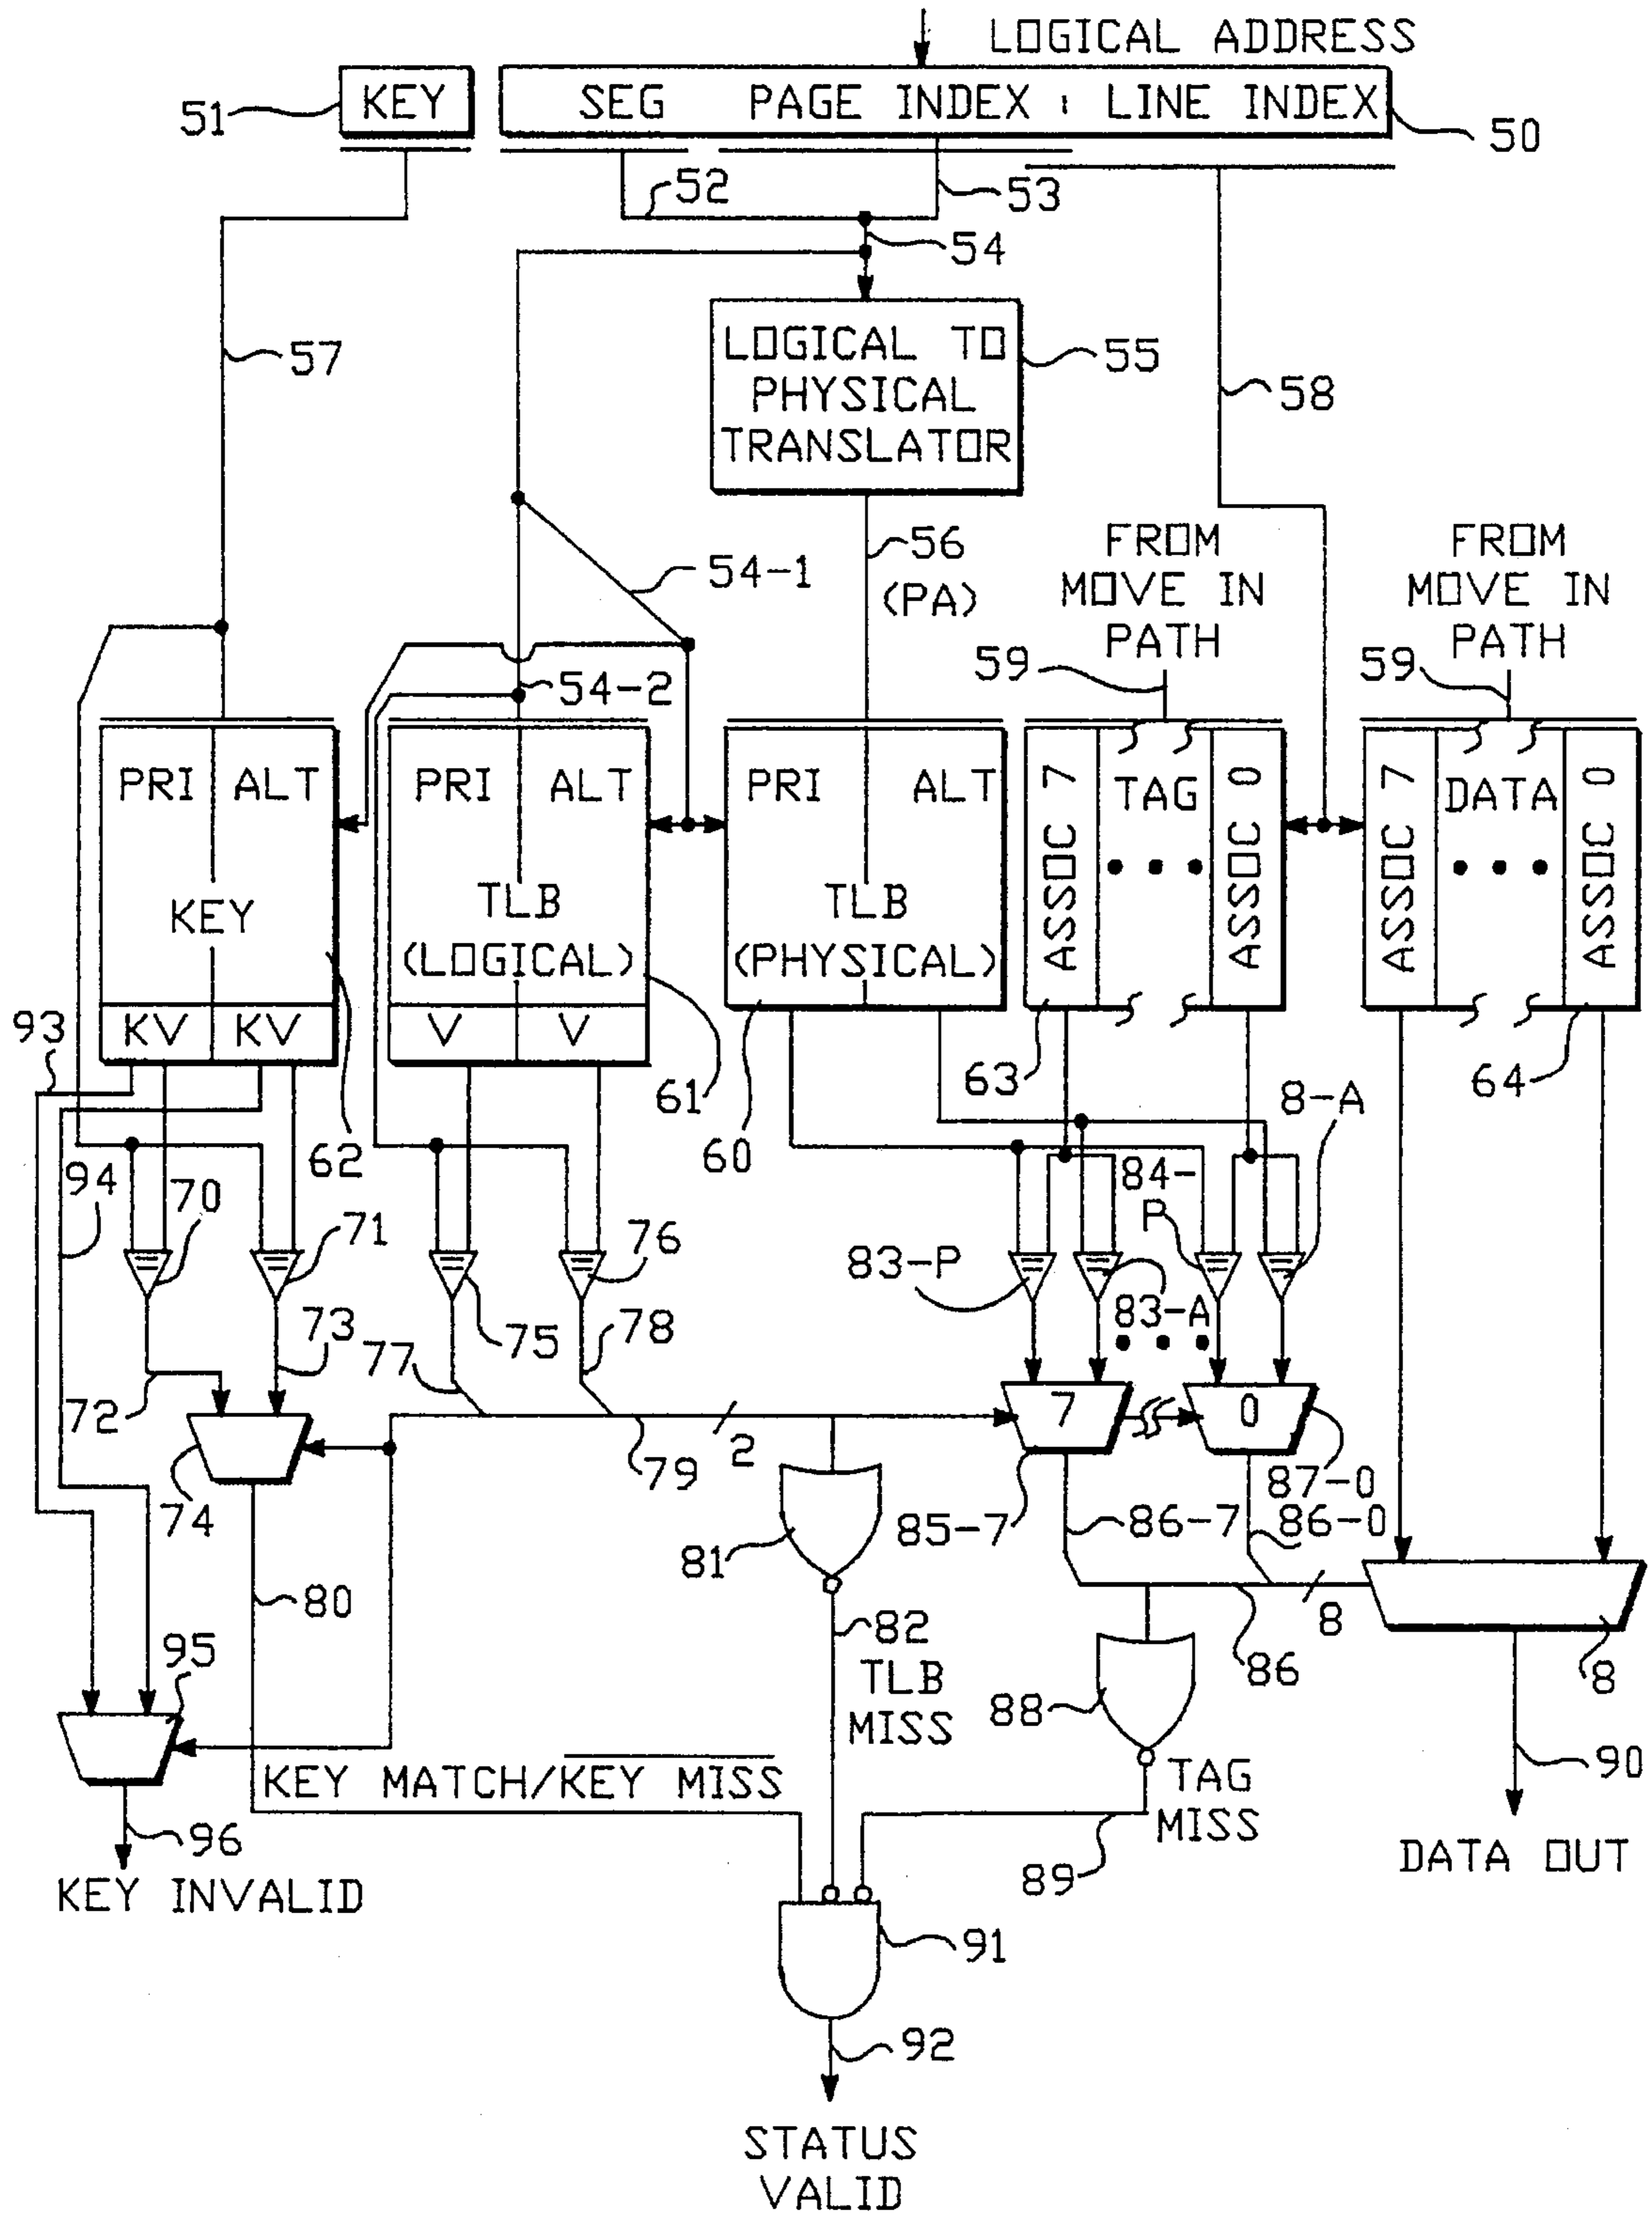 LOGICAL ADDRESS
51
KEY
SEG PAGE INDEX : LINE INDEX
50
52
53
54
57
LOGICAL TO
PHYSICAL
TRANSLATOR
55
58
56
(PA)
54-1
54-2
FROM
MOVE IN
PATH
FROM
MOVE IN
PATH
59
59
PRI ALT
KEY
KV KV
PRI ALT
TLB
(LOGICAL)
V V
PRI ALT
TLB
(PHYSICAL)
ASSOC 7
TAG
ASSOC 0
ASSOC 7
DATA
ASSOC 0
93
62
61
60
63
64
8-A
94
70
71
76
84-
P
83-P
83-A
75
77
78
72
73
74
2
79
7
0
87-0
85-7
86-7
86-0
81
80
82
TLB
MISS
8
86
8
88
95
90
KEY MATCH/KEY MISS
TAG
MISS
96
KEY INVALID
89
DATA OUT
91
92
STATUS
VALID